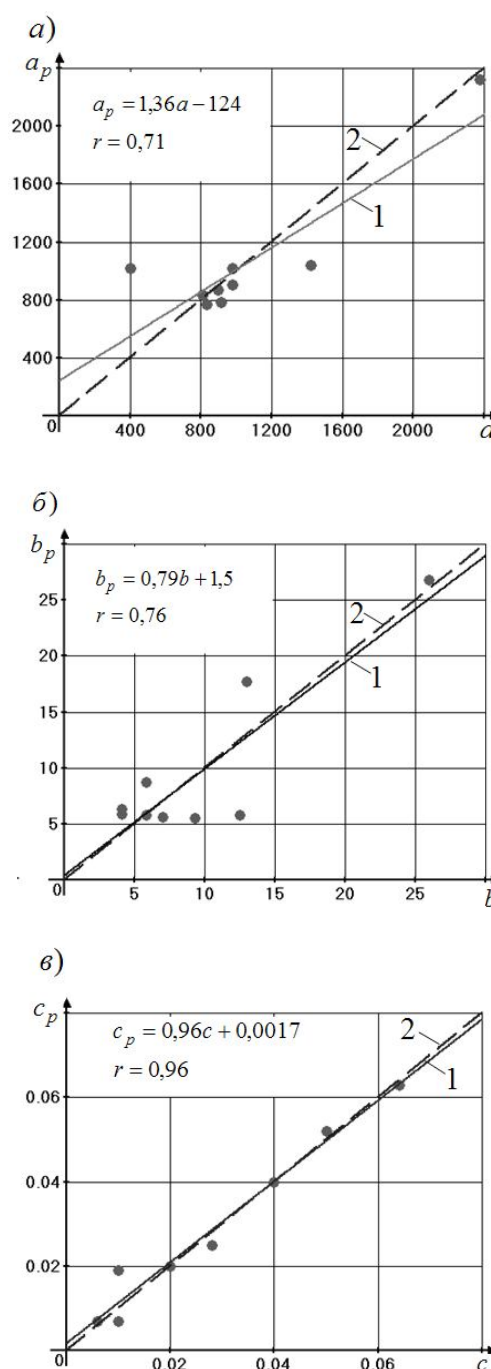 а)
a_p
2000
1600
1200
800
400
0
a_p = 1,36a − 124
r = 0,71
2
1
400 800 1200 1600 2000 a
б)
b_p
25
20
15
10
5
0
b_p = 0,79b + 1,5
r = 0,76
2
1
5 10 15 20 25 b
в)
c_p
0.06
0.04
0.02
0
c_p = 0,96c + 0,0017
r = 0,96
2
1
0.02 0.04 0.06 c